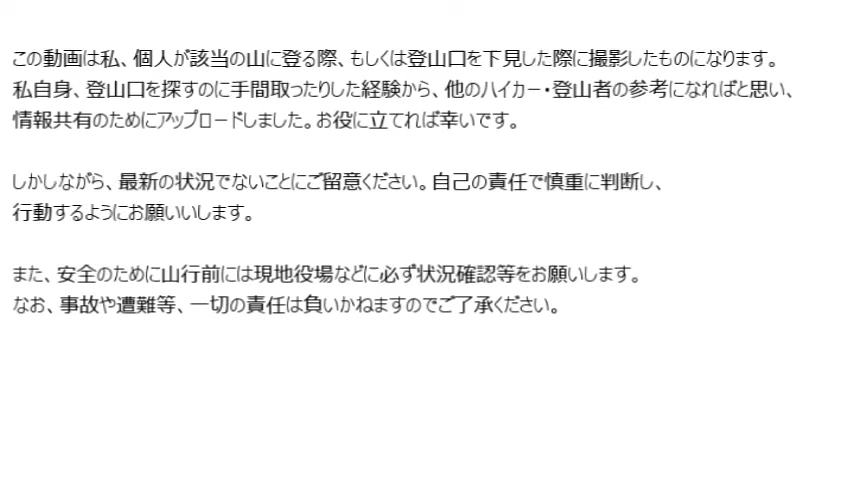 この動画は私、個人が該当の山に登る際、もしくは登山口を下見した際に撮影したものになります。
私自身、登山口を探すのに手間取ったりした経験から、他のハイカー・登山者の参考になればと思い、
情報共有のためにアップロードしました。お役に立てれば幸いです。
しかしながら、最新の状況でないことにご留意ください。自己の責任で慎重に判断し、
行動するようにお願いいします。
また、安全のために山行前には現地役場などに必ず状況確認等をお願いします。
なお、事故や遭難等、一切の責任は負いかねますのでご了承ください。